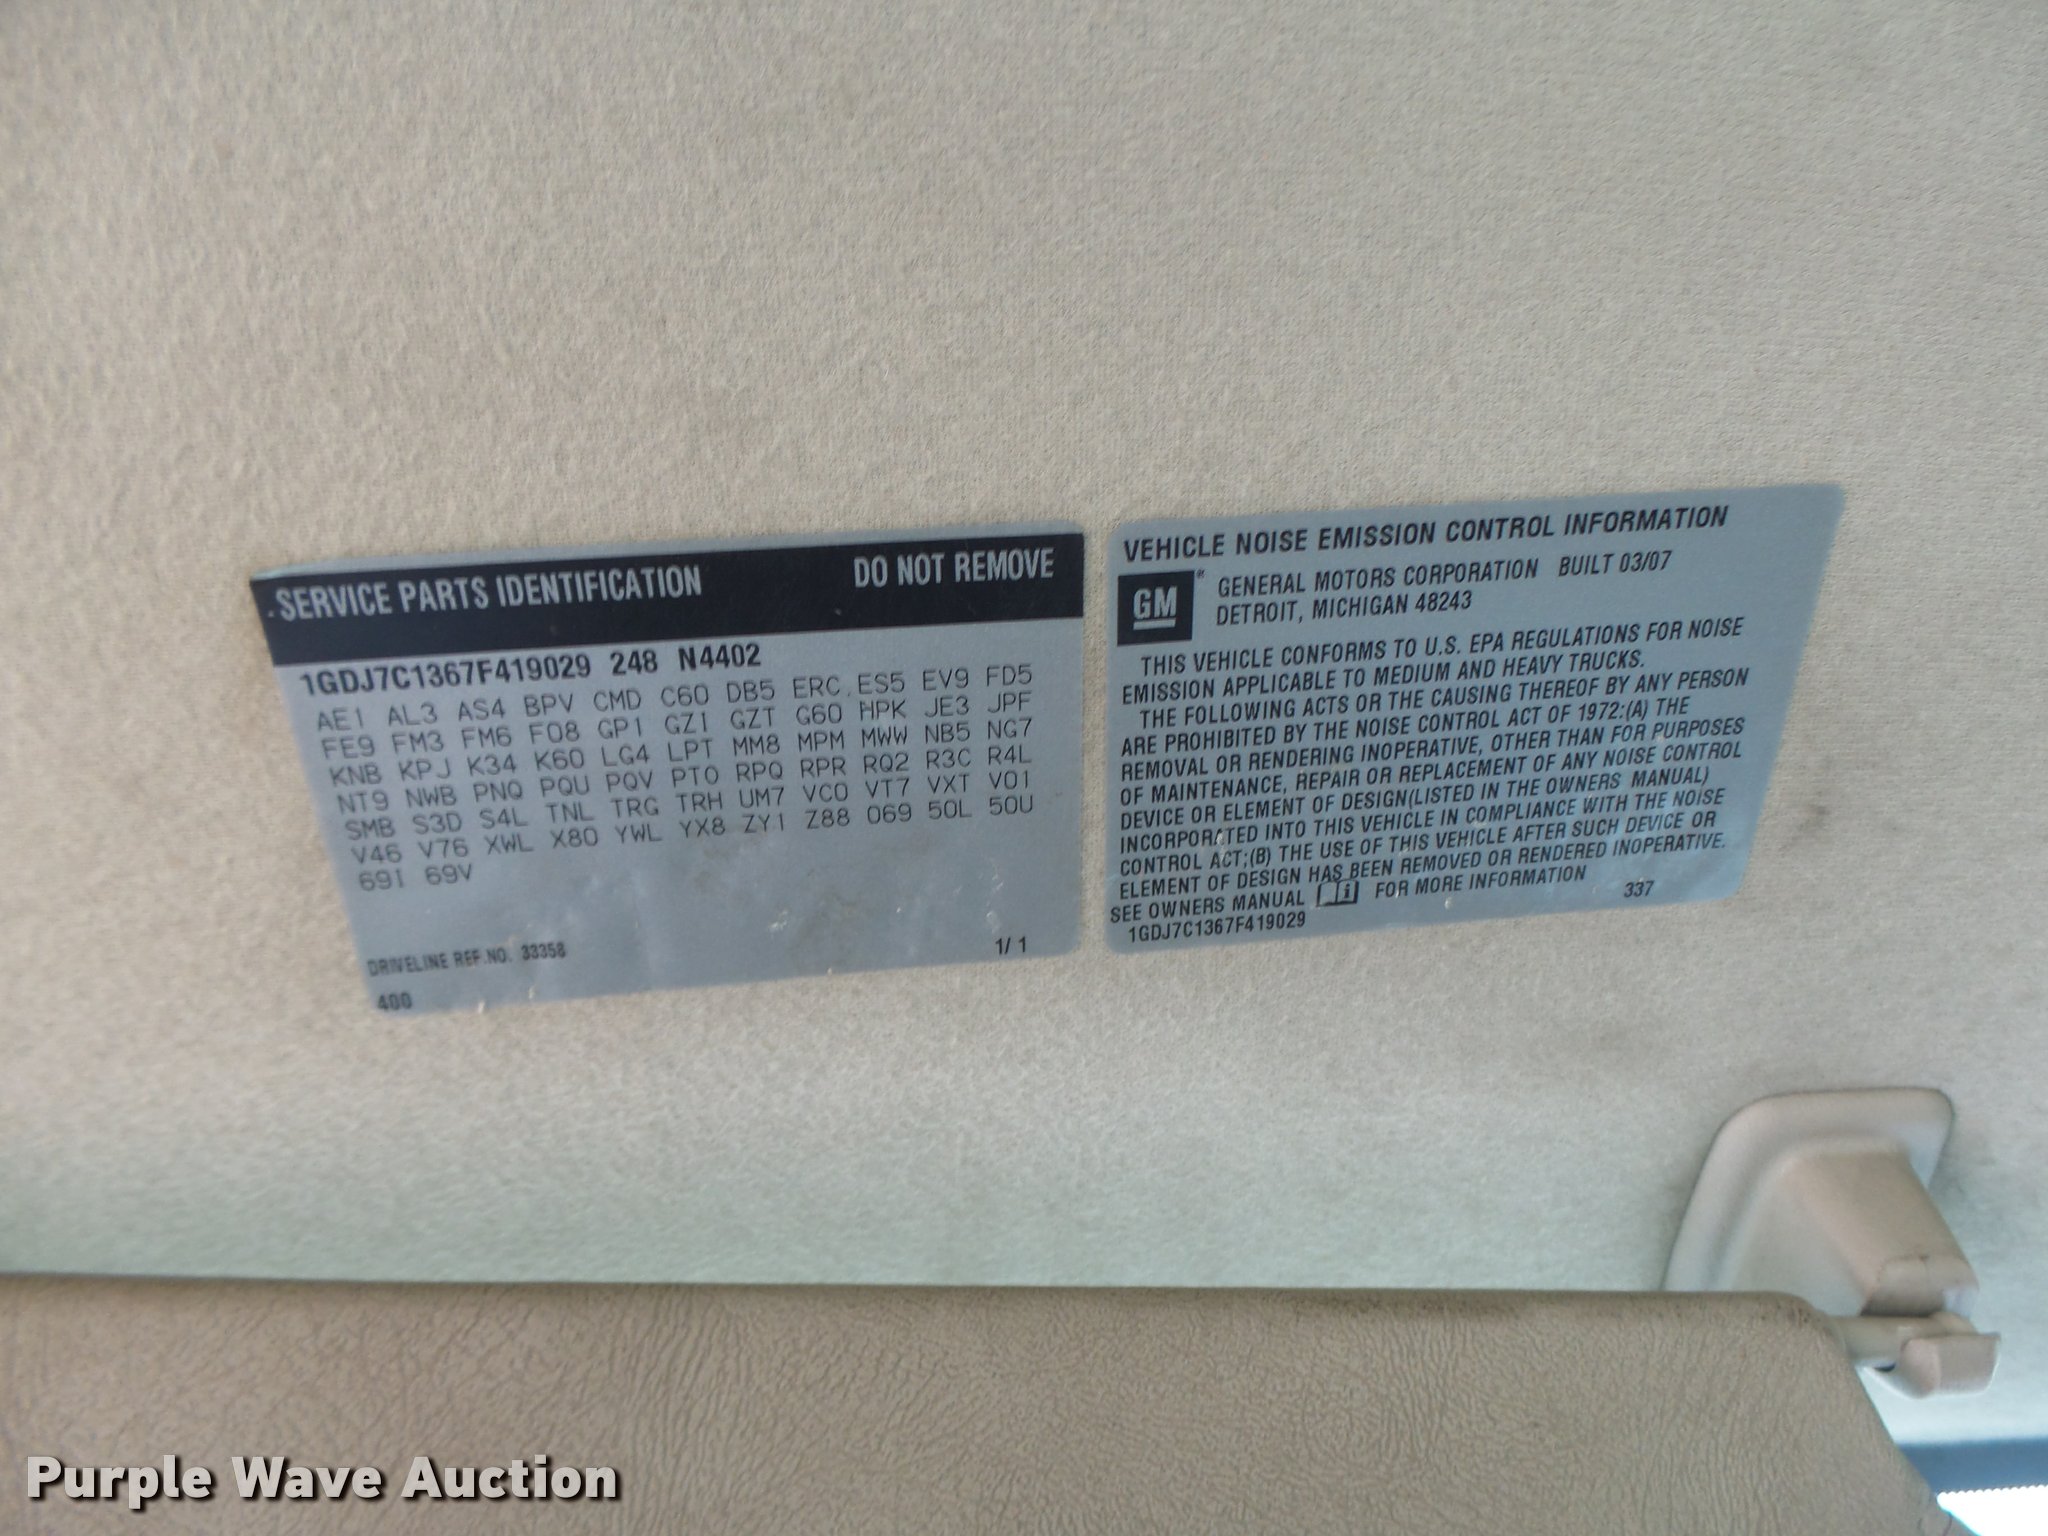 SERVICE PARTS IDENTIFICATION DO NOT REMOVE
1GDJ7C1367F419029 248 N4402
AE1 AL3 AS4 BPV CMD C60 DB5 ERC ES5 EV9 FD5
FE9 FM3 FM6 F08 GP1 GZ1 GZT G60 HPK JE3 JPF
KNB KPJ K34 K60 LG4 LPT MM8 MPM MWW NB5 NG7
NT9 NWB PNQ PQU PQV PTO RPQ RPR RQ2 R3C R4L
SMB S3D S4L TNL TRG TRH UM7 VC0 VT7 VXT V01
V46 V76 XWL X80 YWL YX8 ZY1 Z88 069 50L 50U
691 69V
DRIVELINE REF.NO. 33358 1/1
400
VEHICLE NOISE EMISSION CONTROL INFORMATION
GM® GENERAL MOTORS CORPORATION BUILT 03/07
DETROIT, MICHIGAN 48243
THIS VEHICLE CONFORMS TO U.S. EPA REGULATIONS FOR NOISE
EMISSION APPLICABLE TO MEDIUM AND HEAVY TRUCKS.
THE FOLLOWING ACTS OR THE CAUSING THEREOF BY ANY PERSON
ARE PROHIBITED BY THE NOISE CONTROL ACT OF 1972:(A) THE
REMOVAL OR RENDERING INOPERATIVE, OTHER THAN FOR PURPOSES
OF MAINTENANCE, REPAIR OR REPLACEMENT OF ANY NOISE CONTROL
DEVICE OR ELEMENT OF DESIGN(LISTED IN THE OWNERS MANUAL)
INCORPORATED INTO THIS VEHICLE IN COMPLIANCE WITH THE NOISE
CONTROL ACT;(B) THE USE OF THIS VEHICLE AFTER SUCH DEVICE OR
ELEMENT OF DESIGN HAS BEEN REMOVED OR RENDERED INOPERATIVE.
SEE OWNERS MANUAL FOR MORE INFORMATION 337
1GDJ7C1367F419029
Purple Wave Auction